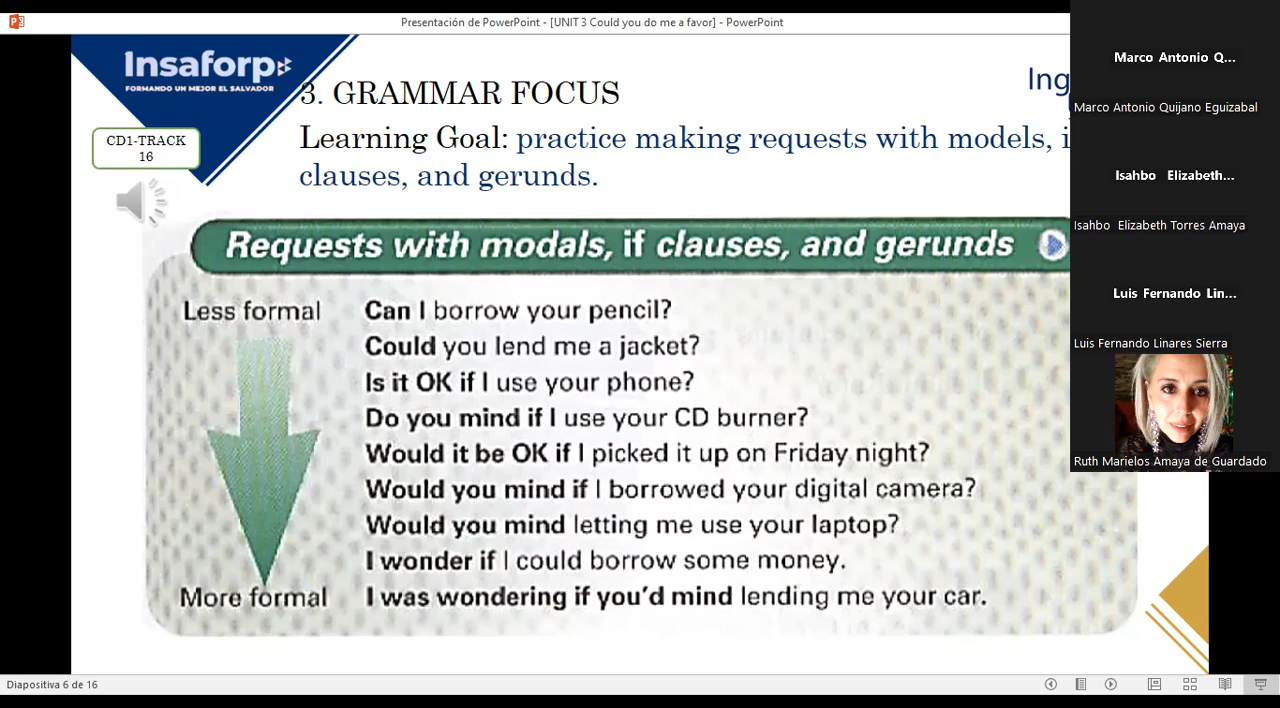 Presentación de PowerPoint - [UNIT 3 Could you do me a favor] - PowerPoint
Insaforp
FORMANDO UN MEJOR EL SALVADOR
Ing
3. GRAMMAR FOCUS
Learning Goal: practice making requests with models, i
clauses, and gerunds.
CD1-TRACK
16
Requests with modals, if clauses, and gerunds
Less formal
Can I borrow your pencil?
Could you lend me a jacket?
Is it OK if I use your phone?
Do you mind if I use your CD burner?
Would it be OK if I picked it up on Friday night?
Would you mind if I borrowed your digital camera?
Would you mind letting me use your laptop?
I wonder if I could borrow some money.
More formal
I was wondering if you'd mind lending me your car.
Marco Antonio Q...
Marco Antonio Quijano Eguizabal
Isahbo Elizabeth...
Isahbo Elizabeth Torres Amaya
Luis Fernando Lin...
Luis Fernando Linares Sierra
Ruth Marielos Amaya de Guardado
Diapositiva 6 de 16